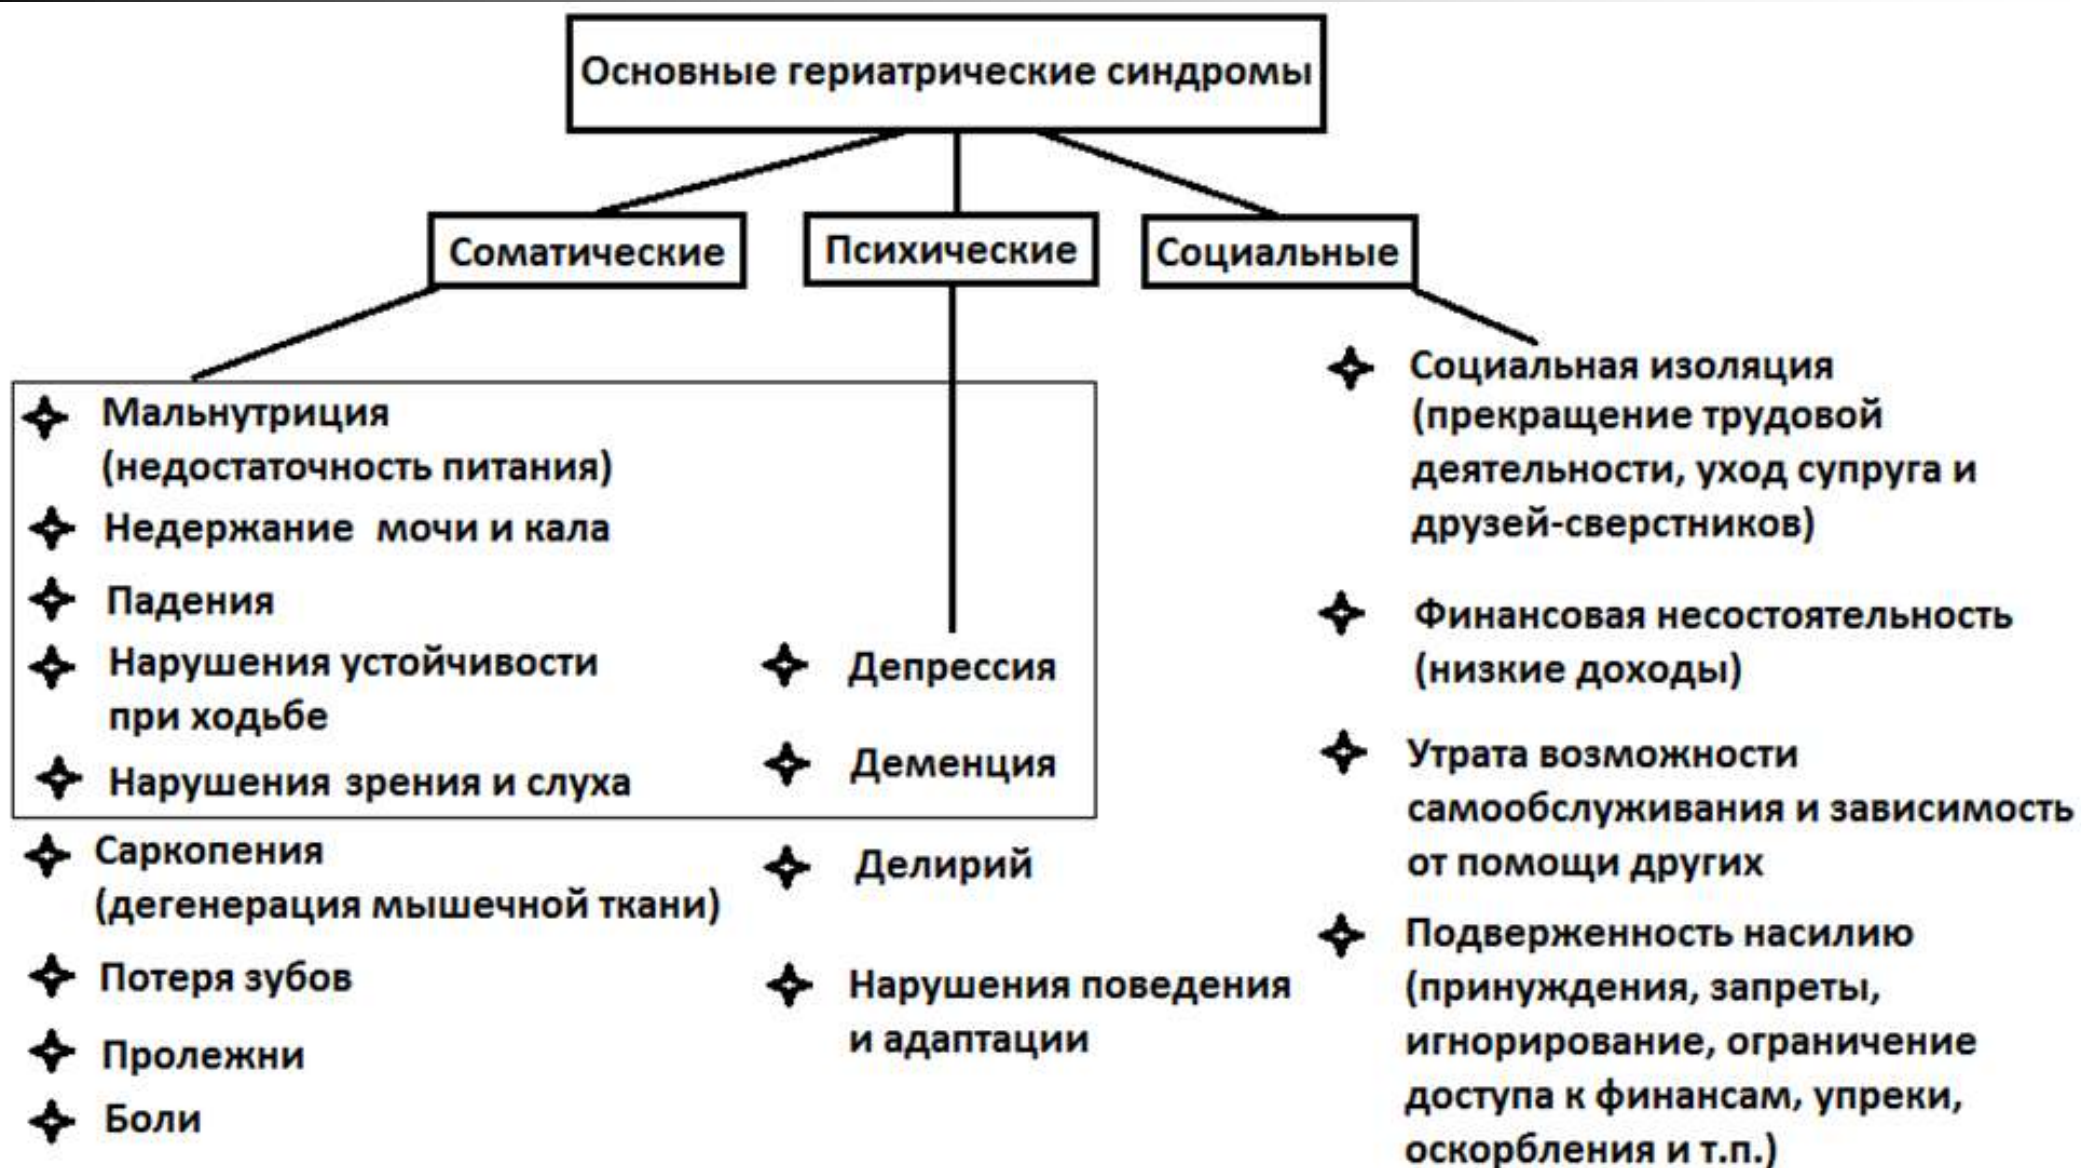 Основные гериатрические синдромы
Соматические
Психические
Социальные
Мальнутриция
(недостаточность питания)
Недержание мочи и кала
Падения
Нарушения устойчивости
при ходьбе
Нарушения зрения и слуха
Саркопения
(дегенерация мышечной ткани)
Потеря зубов
Пролежни
Боли
Депрессия
Деменция
Делирий
Нарушения поведения
и адаптации
Социальная изоляция
(прекращение трудовой
деятельности, уход супруга и
друзей-сверстников)
Финансовая несостоятельность
(низкие доходы)
Утрата возможности
самообслуживания и зависимость
от помощи других
Подверженность насилию
(принуждения, запреты,
игнорирование, ограничение
доступа к финансам, упреки,
оскорбления и т.п.)